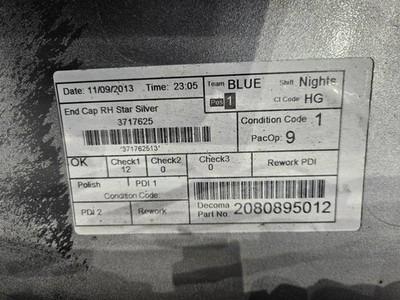 Date: 11/09/2013 Time: 23:05 Team BLUE Shift. Nights
Pos 1 Cl Code: HG
End Cap RH Star Silver
3717625
*371762513*
Condition Code: 1
PacOp: 9
OK Check1 12 Check2 0 Check3 0 Rework PDI
Polish PDI 1
Condition Code:
PDI 2 Rework Decoma Part No. 2080895012